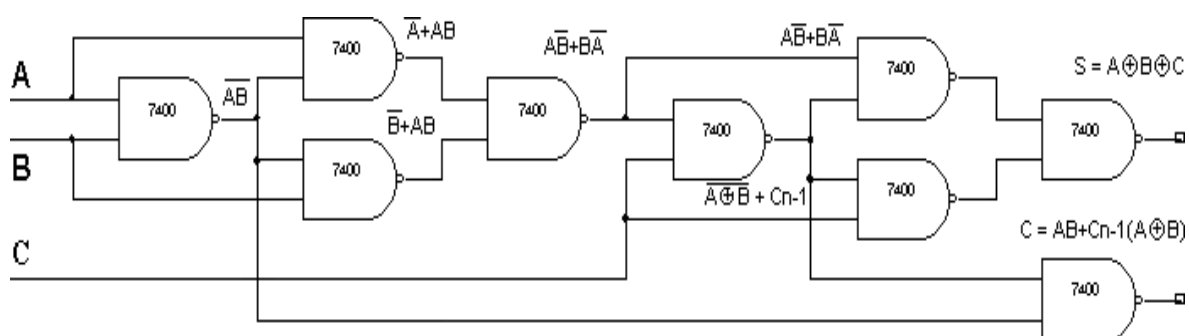 A
B
C
7400
A̅B̅
7400
A̅+AB
7400
B̅+AB
7400
AB̅+BA̅
7400
A̅⊕B̅ + Cn-1
AB̅+BA̅
7400
7400
7400
S = A⊕B⊕C
C = AB+Cn-1(A⊕B)
7400